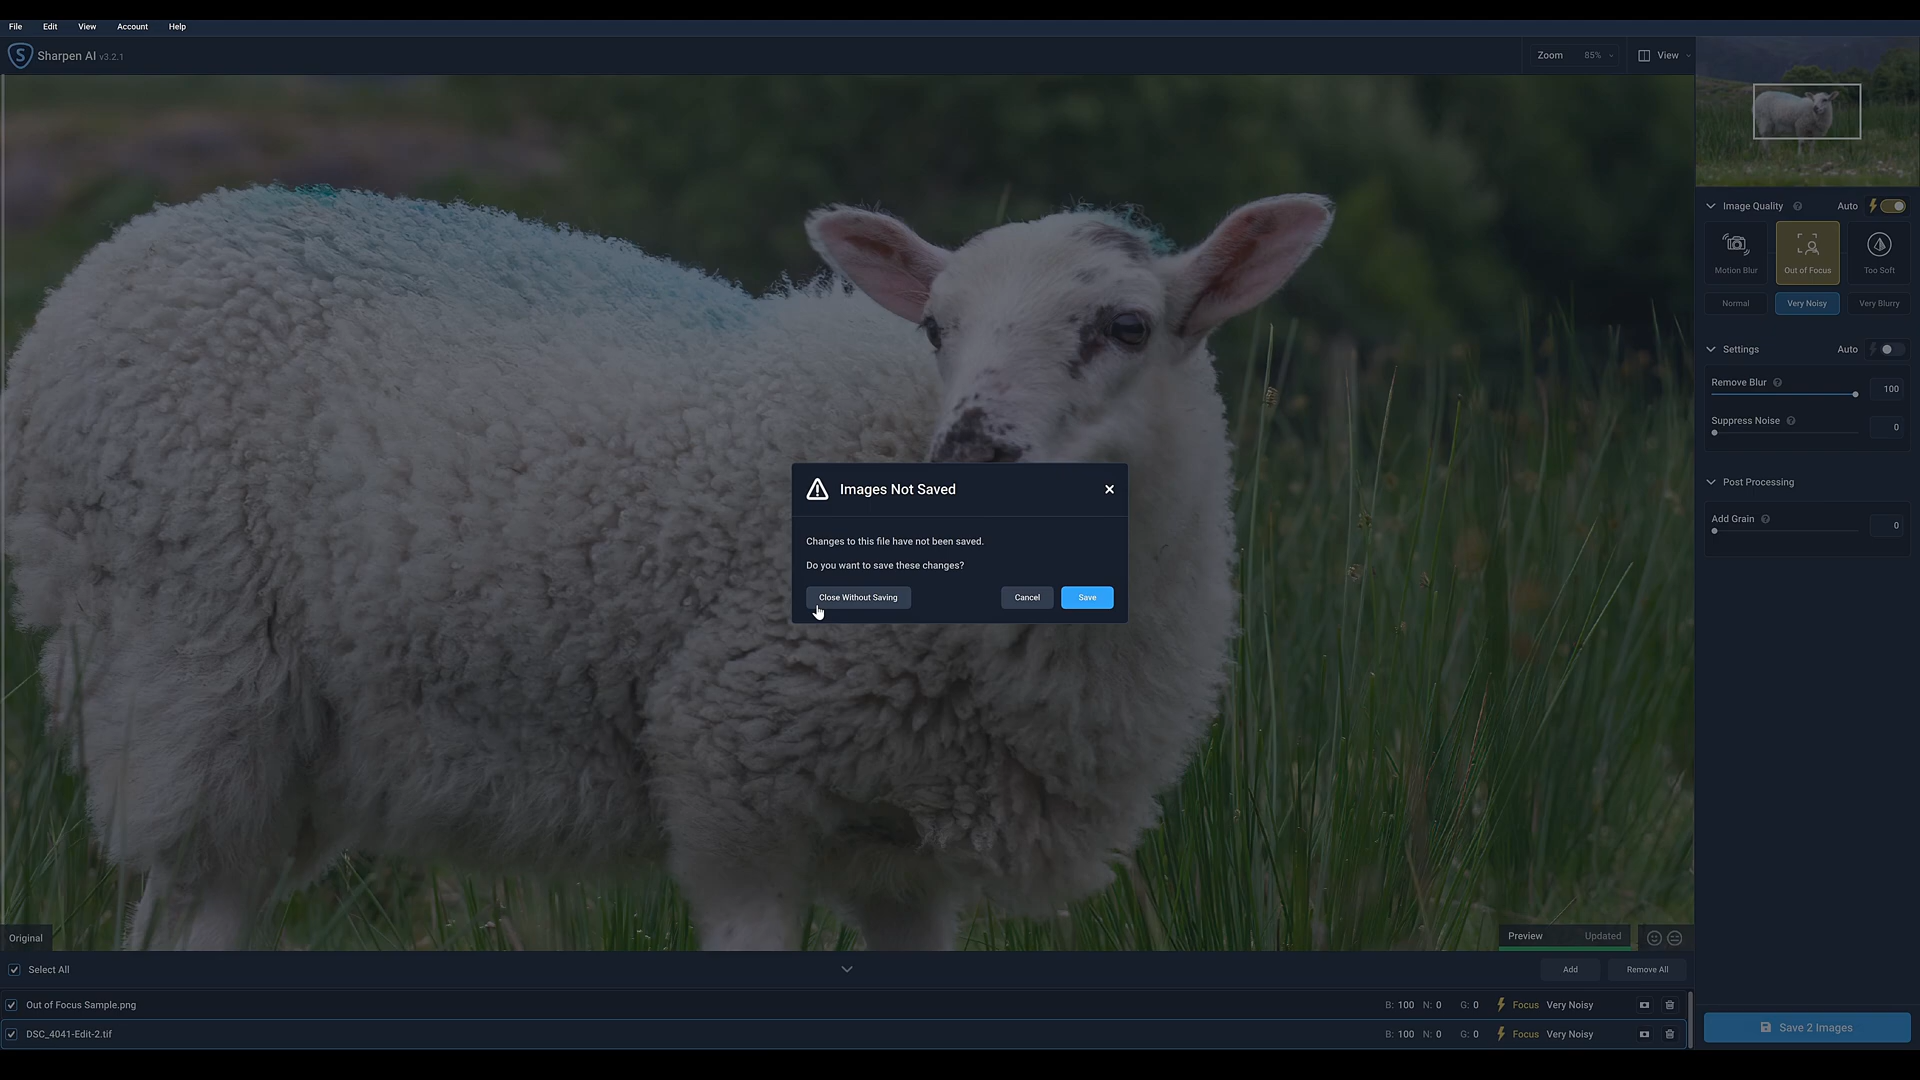 File Edit View Account Help
Sharpen AI v3.2.1
Zoom 85% View
Image Quality Auto
Motion Blur Out of Focus Too Soft
Normal Very Noisy Very Blurry
Settings Auto
Remove Blur 100
Suppress Noise 0
Post Processing
Add Grain 0
Images Not Saved
Changes to this file have not been saved.
Do you want to save these changes?
Close Without Saving Cancel Save
Original Preview Updated
Select All Add Remove All
Out of Focus Sample.png B: 100 N: 0 G: 0 Focus Very Noisy
DSC_4041-Edit-2.tif B: 100 N: 0 G: 0 Focus Very Noisy
Save 2 Images